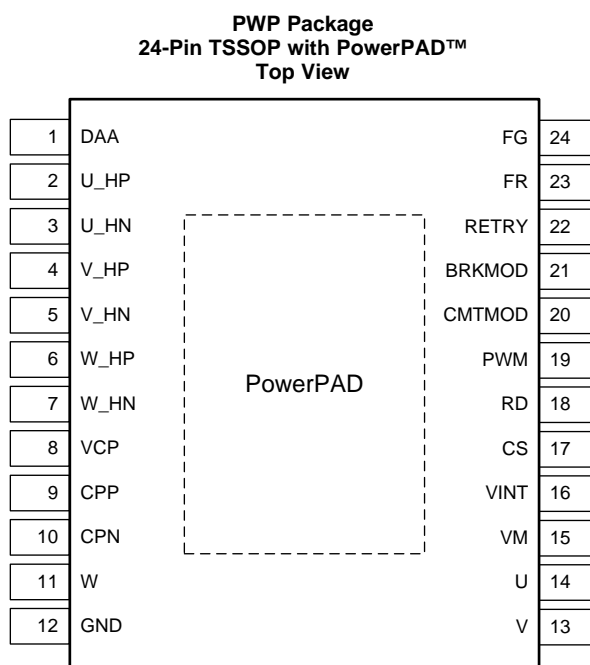 PWP Package
24-Pin TSSOP with PowerPAD™
Top View
1 DAA FG 24
2 U_HP FR 23
3 U_HN RETRY 22
4 V_HP BRKMOD 21
5 V_HN CMTMOD 20
6 W_HP PWM 19
PowerPAD
7 W_HN RD 18
8 VCP CS 17
9 CPP VINT 16
10 CPN VM 15
11 W U 14
12 GND V 13